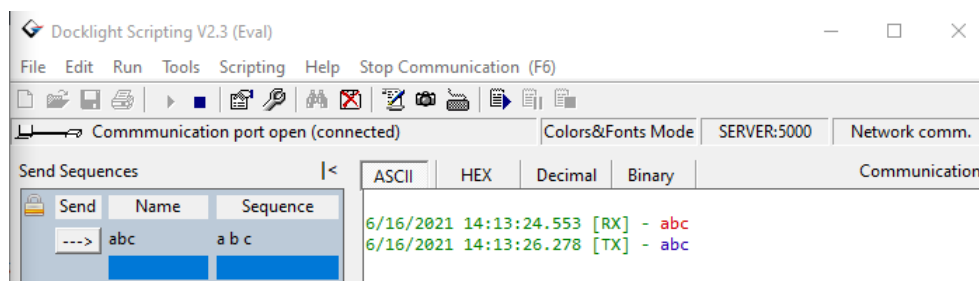 Docklight Scripting V2.3 (Eval)
File Edit Run Tools Scripting Help Stop Communication (F6)
Commmunication port open (connected) Colors&Fonts Mode SERVER:5000 Network comm.
Send Sequences
Send Name Sequence
---> abc a b c
ASCII HEX Decimal Binary Communication
6/16/2021 14:13:24.553 [RX] - abc
6/16/2021 14:13:26.278 [TX] - abc